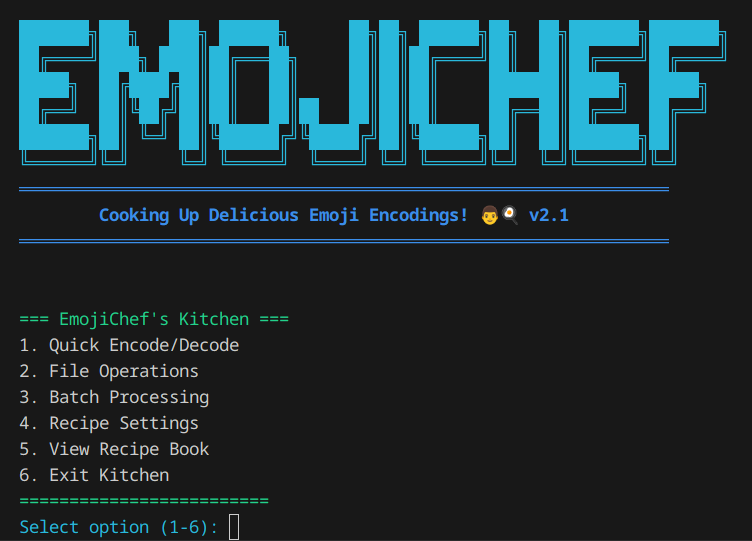 EMOJICHEF
Cooking Up Delicious Emoji Encodings! 👨🍳 v2.1
=== EmojiChef's Kitchen ===
1. Quick Encode/Decode
2. File Operations
3. Batch Processing
4. Recipe Settings
5. View Recipe Book
6. Exit Kitchen
=========================
Select option (1-6):